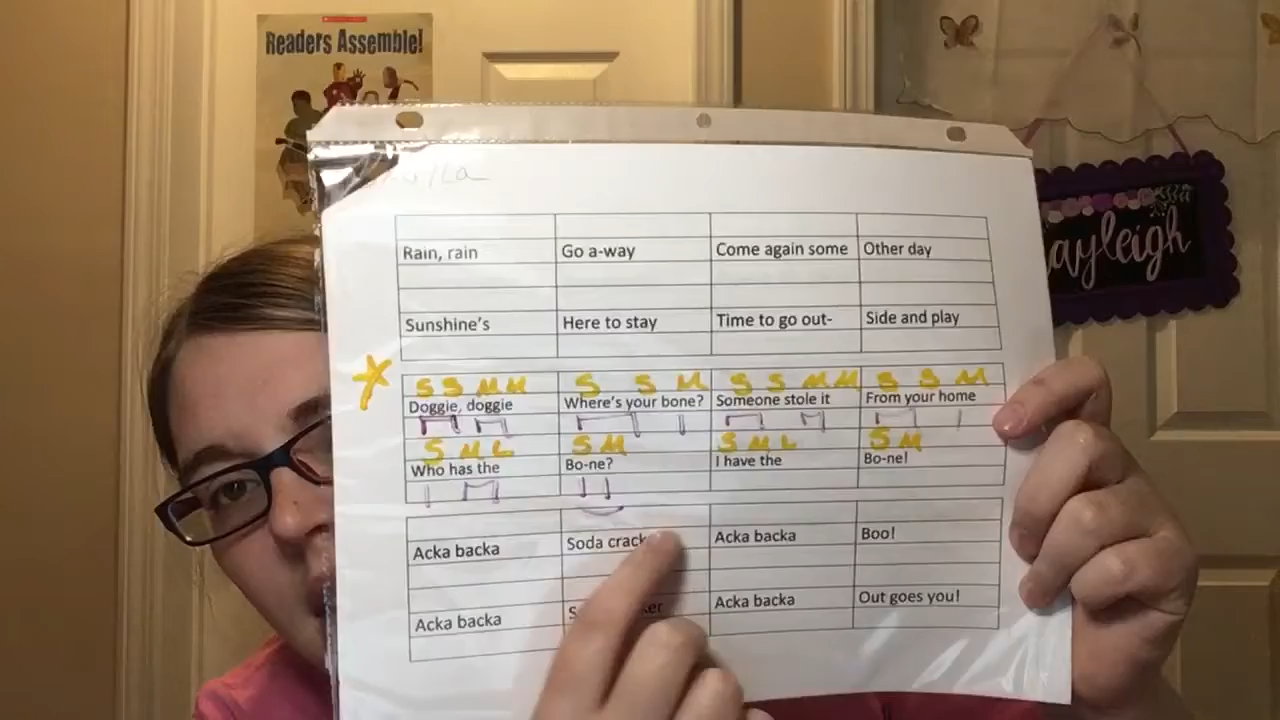 Readers Assemble!
ayleigh
Rain, rain Go a-way Come again some Other day
Sunshine's Here to stay Time to go out- Side and play
S S M M S S M S S M M S S M
Doggie, doggie Where's your bone? Someone stole it From your home
S M L S M S M L S M
Who has the Bo-ne? I have the Bo-ne!
Acka backa Soda Acka backa Boo!
Acka backa Acka backa Out goes you!